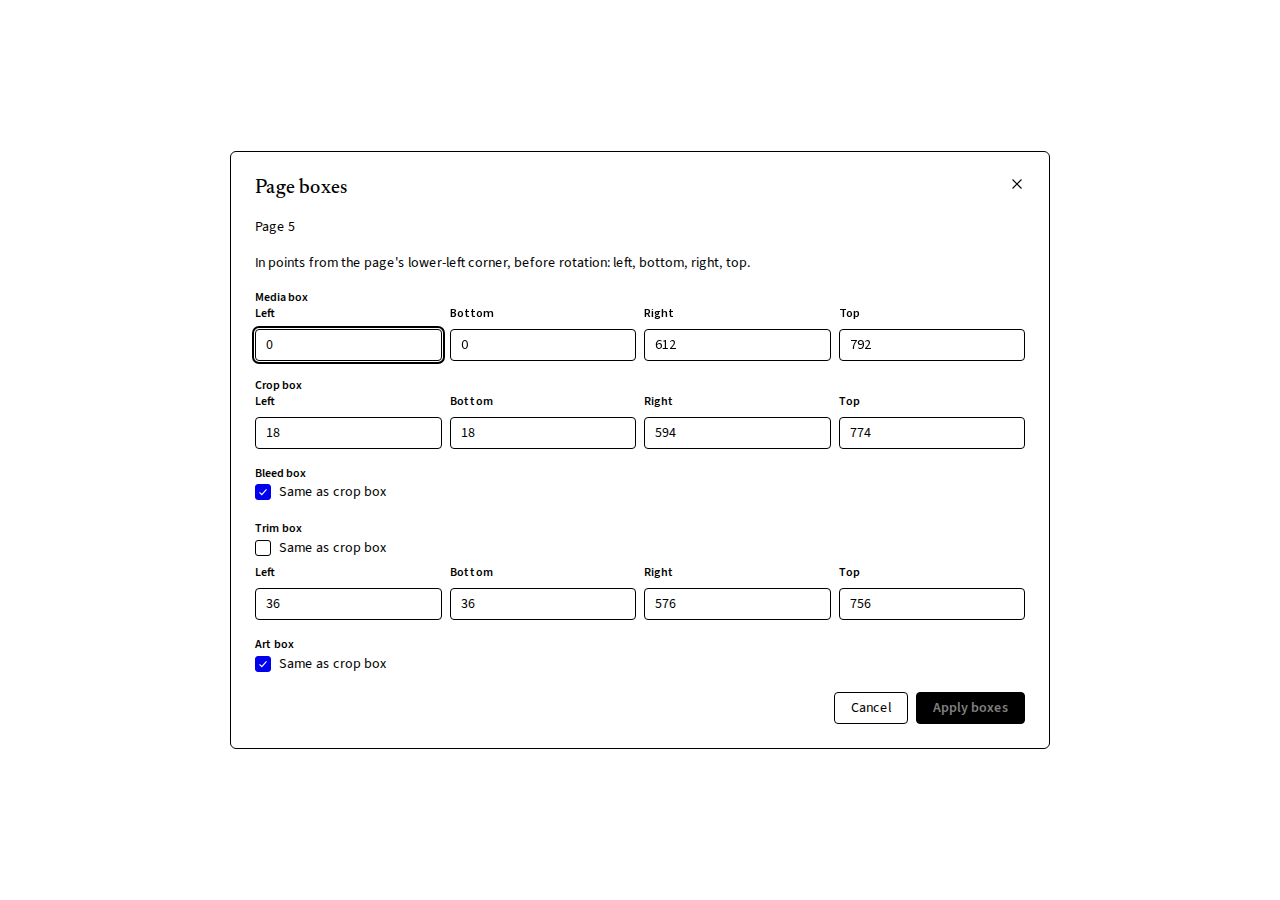 Page boxes
Page 5
In points from the page's lower-left corner, before rotation: left, bottom, right, top.
Media box
Left Bottom Right Top
0 0 612 792
Crop box
Left Bottom Right Top
18 18 594 774
Bleed box
Same as crop box
Trim box
Same as crop box
Left Bottom Right Top
36 36 576 756
Art box
Same as crop box
Cancel Apply boxes